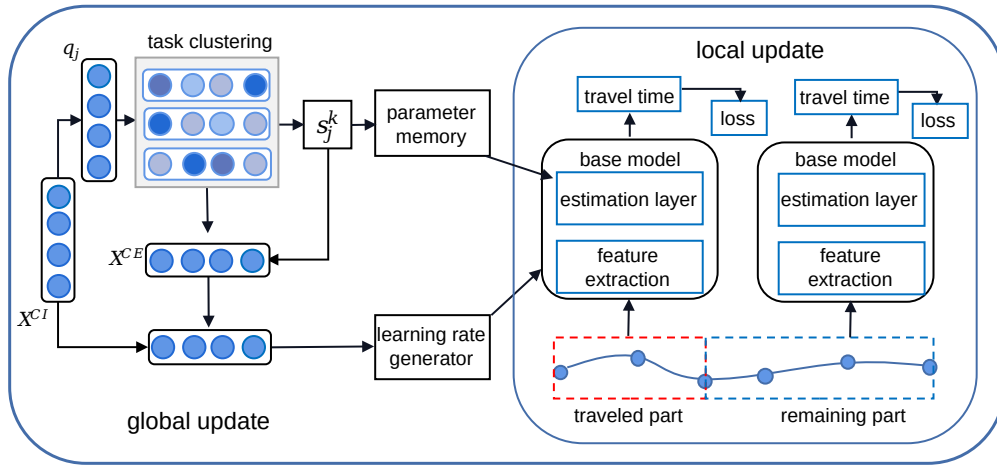 q_j
task clustering
s_j^k
parameter
memory
X^{CE}
X^{CI}
learning rate
generator
global update
local update
travel time
loss
base model
estimation layer
feature
extraction
travel time
loss
base model
estimation layer
feature
extraction
traveled part
remaining part